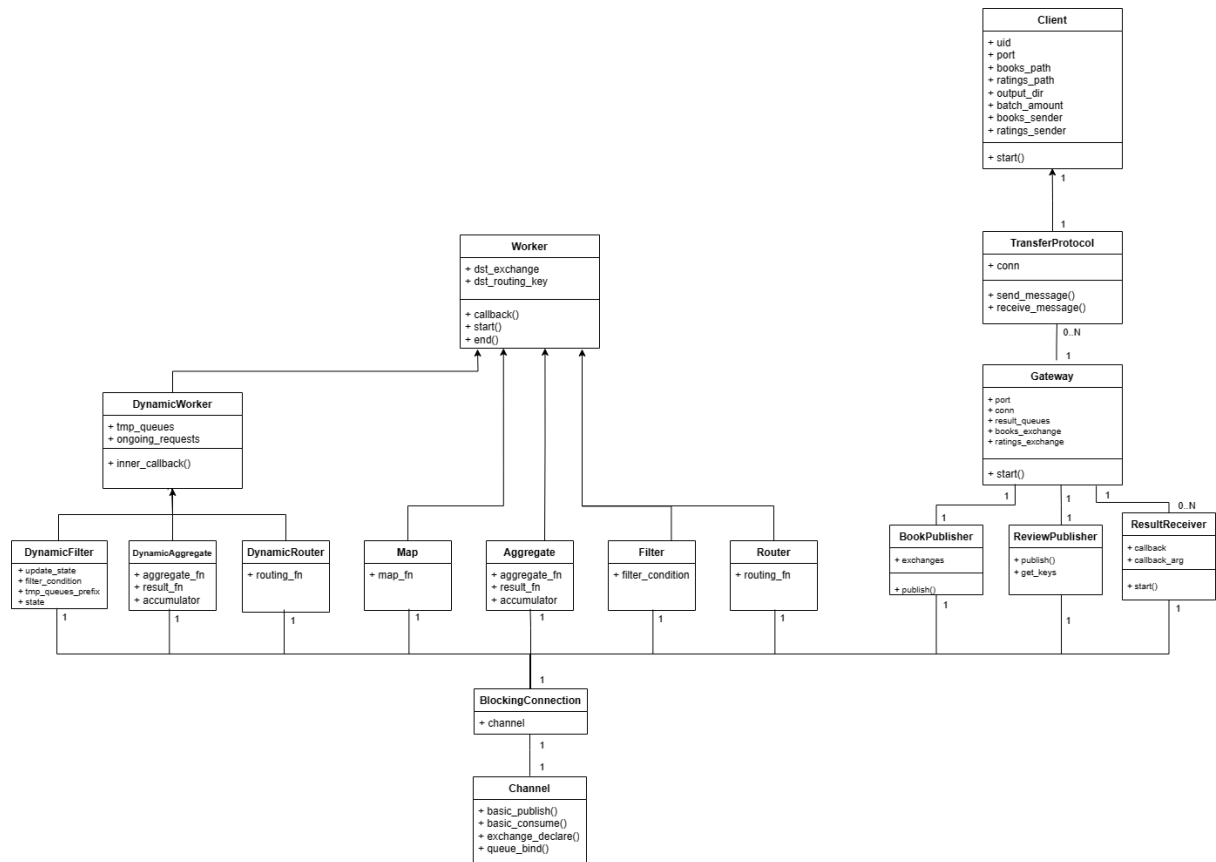 Client
+ uid
+ port
+ books_path
+ ratings_path
+ output_dir
+ batch_amount
+ books_sender
+ ratings_sender
+ start()
1
1
TransferProtocol
+ conn
+ send_message()
+ receive_message()
0..N
1
Gateway
+ port
+ conn
+ result_queues
+ books_exchange
+ ratings_exchange
+ start()
1
1
1
1
1
0..N
BookPublisher
+ exchanges
+ publish()
1
ReviewPublisher
+ publish()
+ get_keys
1
ResultReceiver
+ callback
+ callback_arg
+ start()
1
Worker
+ dst_exchange
+ dst_routing_key
+ callback()
+ start()
+ end()
DynamicWorker
+ tmp_queues
+ ongoing_requests
+ inner_callback()
DynamicFilter
+ update_state
+ filter_condition
+ tmp_queues_prefix
+ state
1
DynamicAggregate
+ aggregate_fn
+ result_fn
+ accumulator
1
DynamicRouter
+ routing_fn
1
Map
+ map_fn
1
Aggregate
+ aggregate_fn
+ result_fn
+ accumulator
1
Filter
+ filter_condition
1
Router
+ routing_fn
1
1
BlockingConnection
+ channel
1
1
Channel
+ basic_publish()
+ basic_consume()
+ exchange_declare()
+ queue_bind()